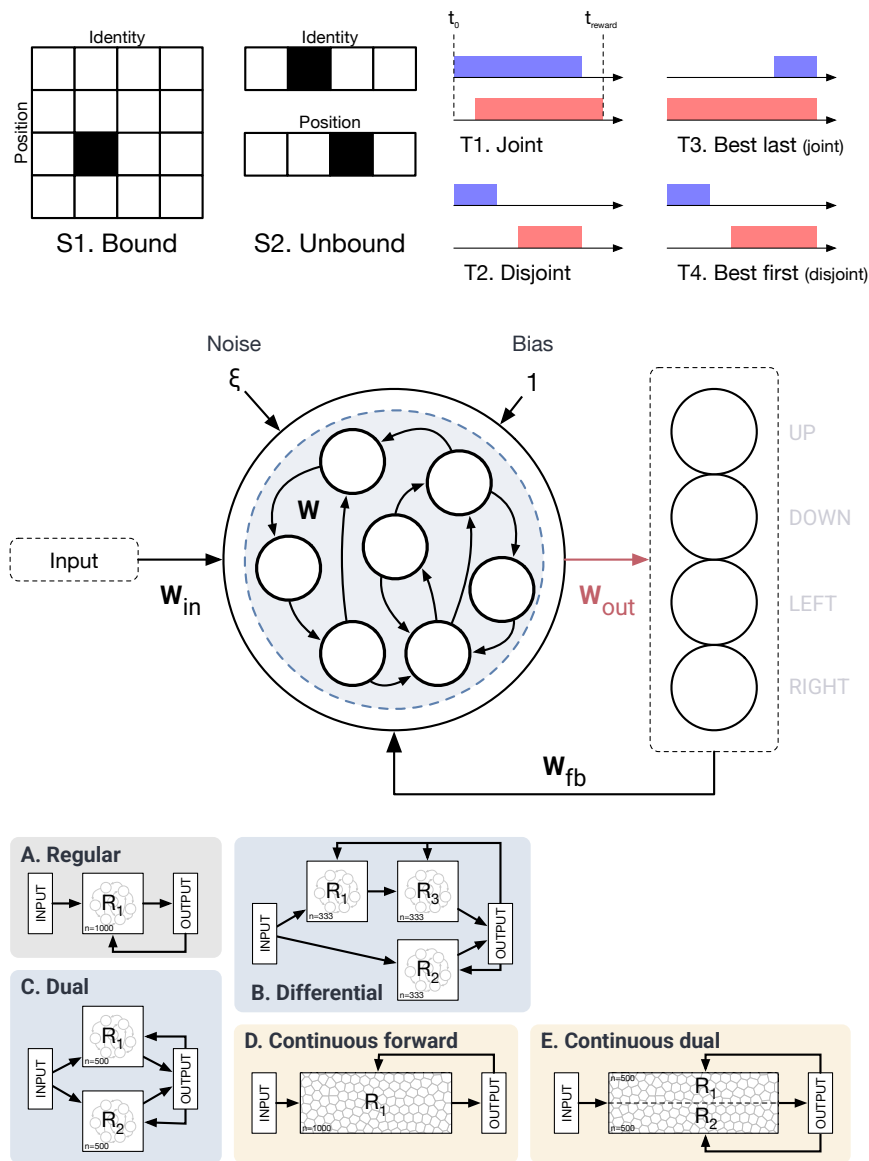 Identity
Position
S1. Bound
Identity
Position
S2. Unbound
t0
treward
T1. Joint
T3. Best last (joint)
T2. Disjoint
T4. Best first (disjoint)
Noise
ξ
Bias
1
Input
Win
W
Wout
Wfb
UP
DOWN
LEFT
RIGHT
A. Regular
INPUT
R1
n=1000
OUTPUT
B. Differential
INPUT
R1
n=333
R3
n=333
R2
n=333
OUTPUT
C. Dual
INPUT
R1
n=500
R2
n=500
OUTPUT
D. Continuous forward
INPUT
R1
n=1000
OUTPUT
E. Continuous dual
INPUT
n=500
R1
R2
n=500
OUTPUT